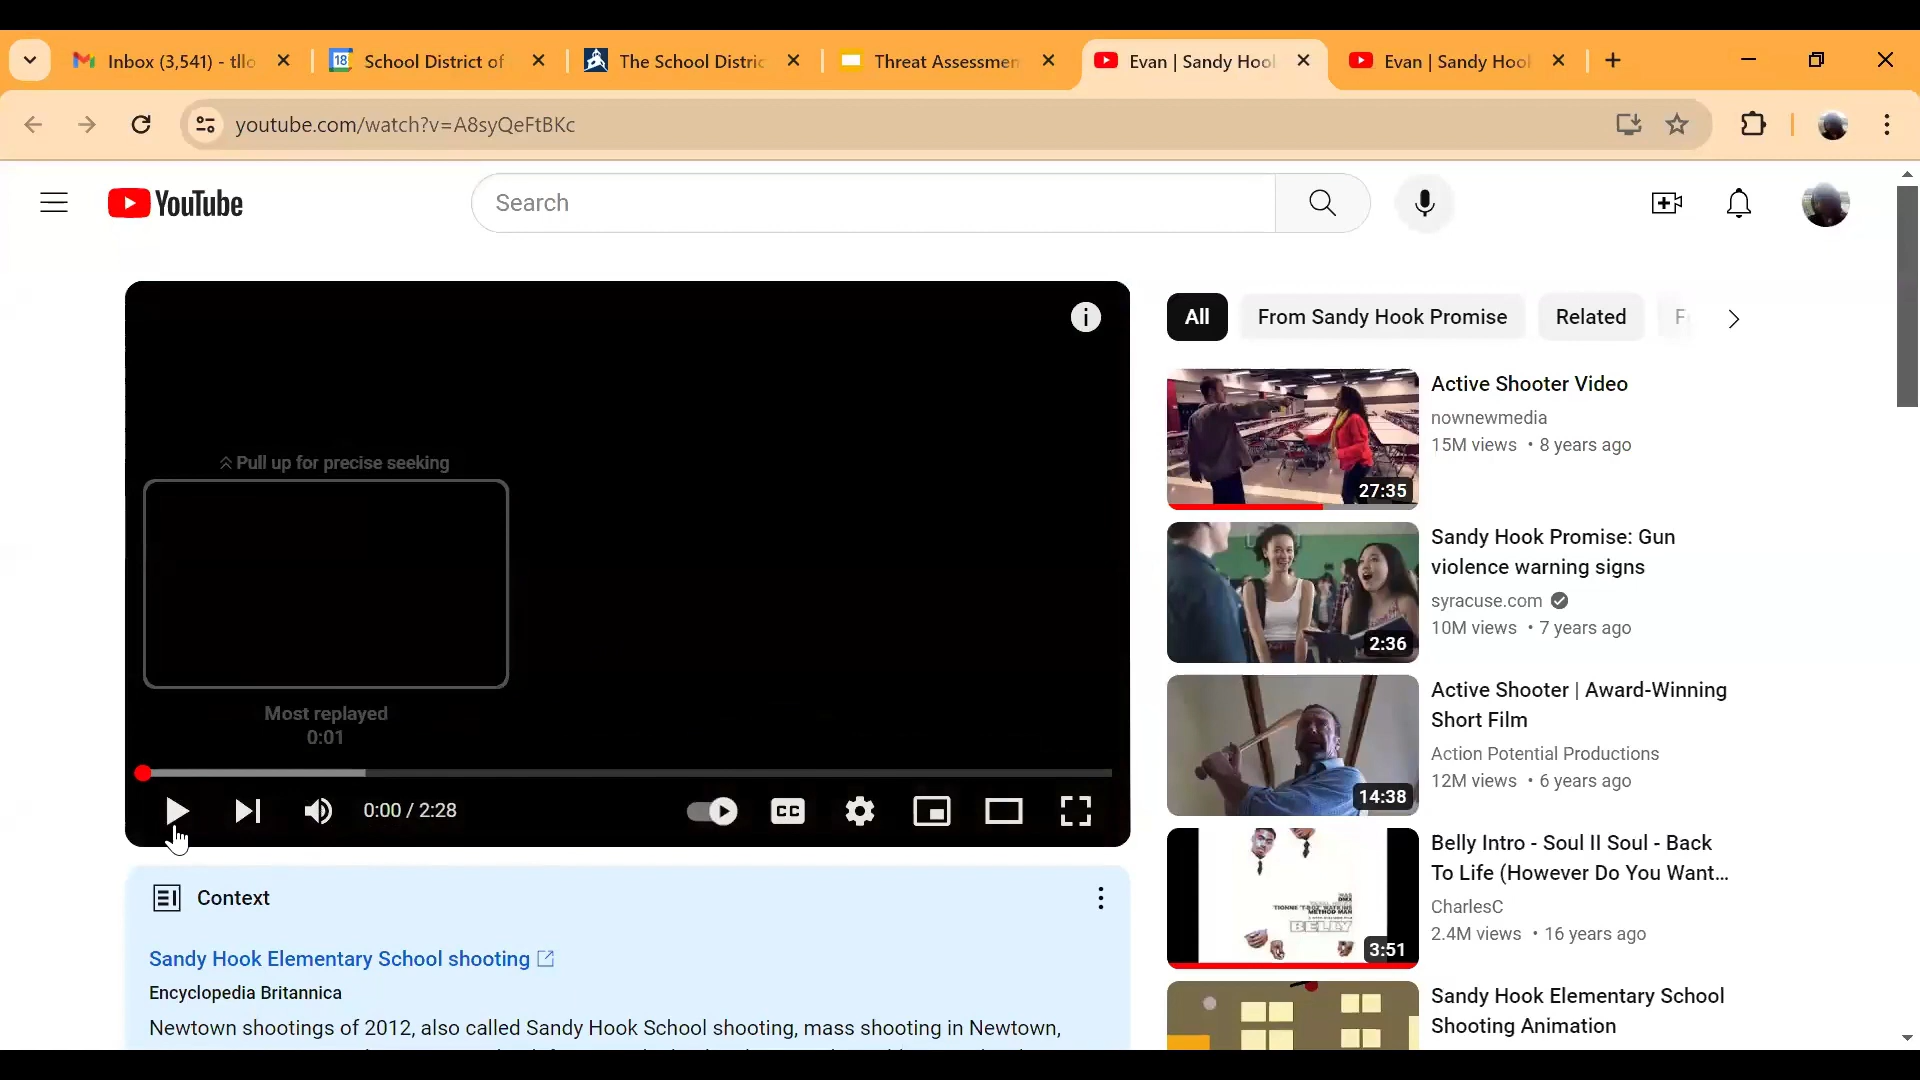 Inbox (3,541) - tllo
18
School District of
The School Distric
Threat Assessmen
Evan | Sandy Hool
Evan | Sandy Hool
youtube.com/watch?v=A8syQeFtBKc
YouTube
Search
i
Pull up for precise seeking
Most replayed
0:01
0:00 / 2:28
CC
Context
Sandy Hook Elementary School shooting
Encyclopedia Britannica
Newtown shootings of 2012, also called Sandy Hook School shooting, mass shooting in Newtown,
All
From Sandy Hook Promise
Related
F
27:35
Active Shooter Video
nownewmedia
15M views • 8 years ago
2:36
Sandy Hook Promise: Gun
violence warning signs
syracuse.com
10M views • 7 years ago
14:38
Active Shooter | Award-Winning
Short Film
Action Potential Productions
12M views • 6 years ago
METHOD MAN
BELLY
3:51
Belly Intro - Soul II Soul - Back
To Life (However Do You Want...
CharlesC
2.4M views • 16 years ago
Sandy Hook Elementary School
Shooting Animation